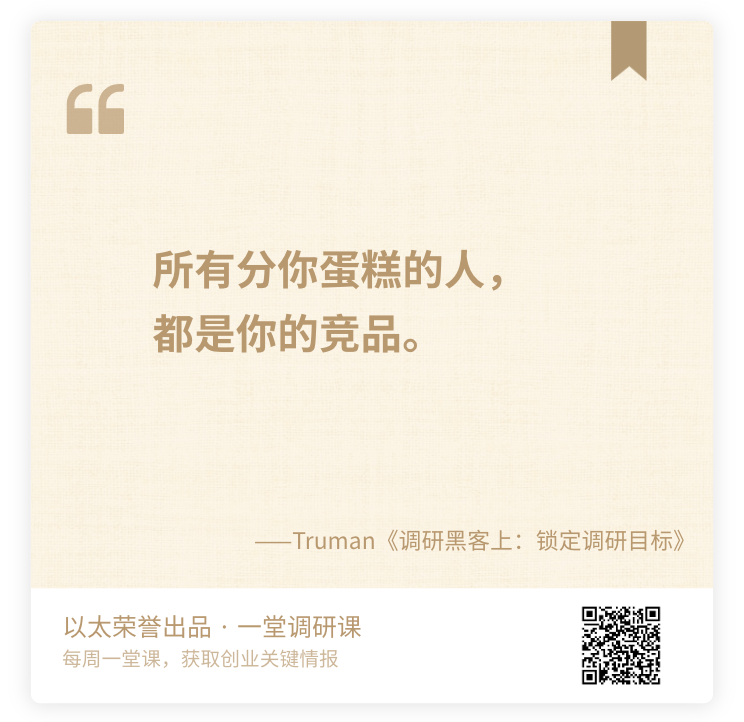 所有分你蛋糕的人，
都是你的竞品。
——Truman《调研黑客上：锁定调研目标》
以太荣誉出品 · 一堂调研课
每周一堂课，获取创业关键情报